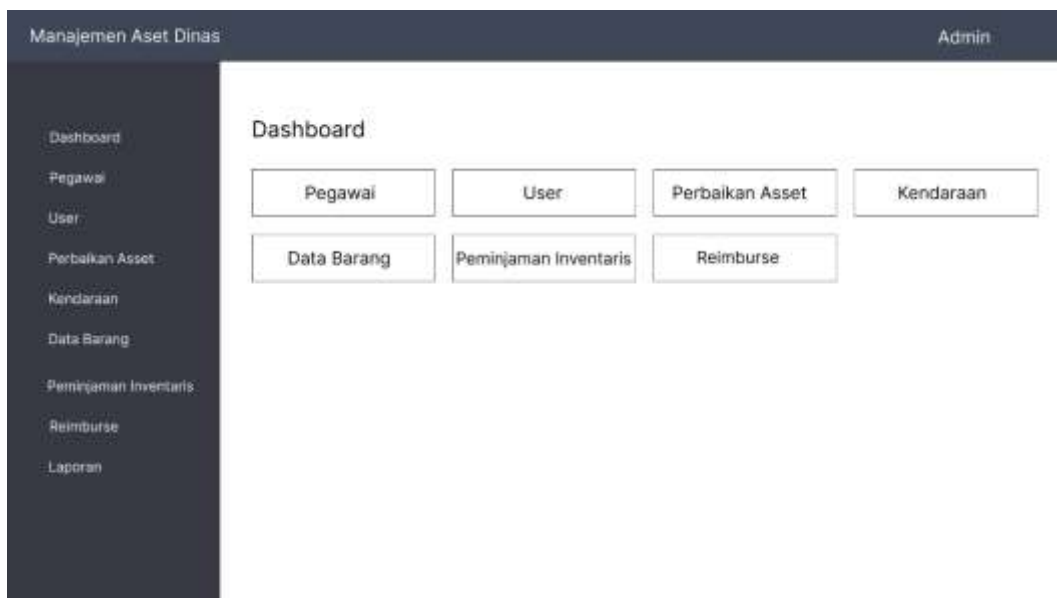 Manajemen Aset Dinas
Admin
Dashboard
Pegawai
User
Perbaikan Asset
Kendaraan
Data Barang
Peminjaman Inventaris
Reimburse
Laporan
Dashboard
Pegawai
User
Perbaikan Asset
Kendaraan
Data Barang
Peminjaman Inventaris
Reimburse